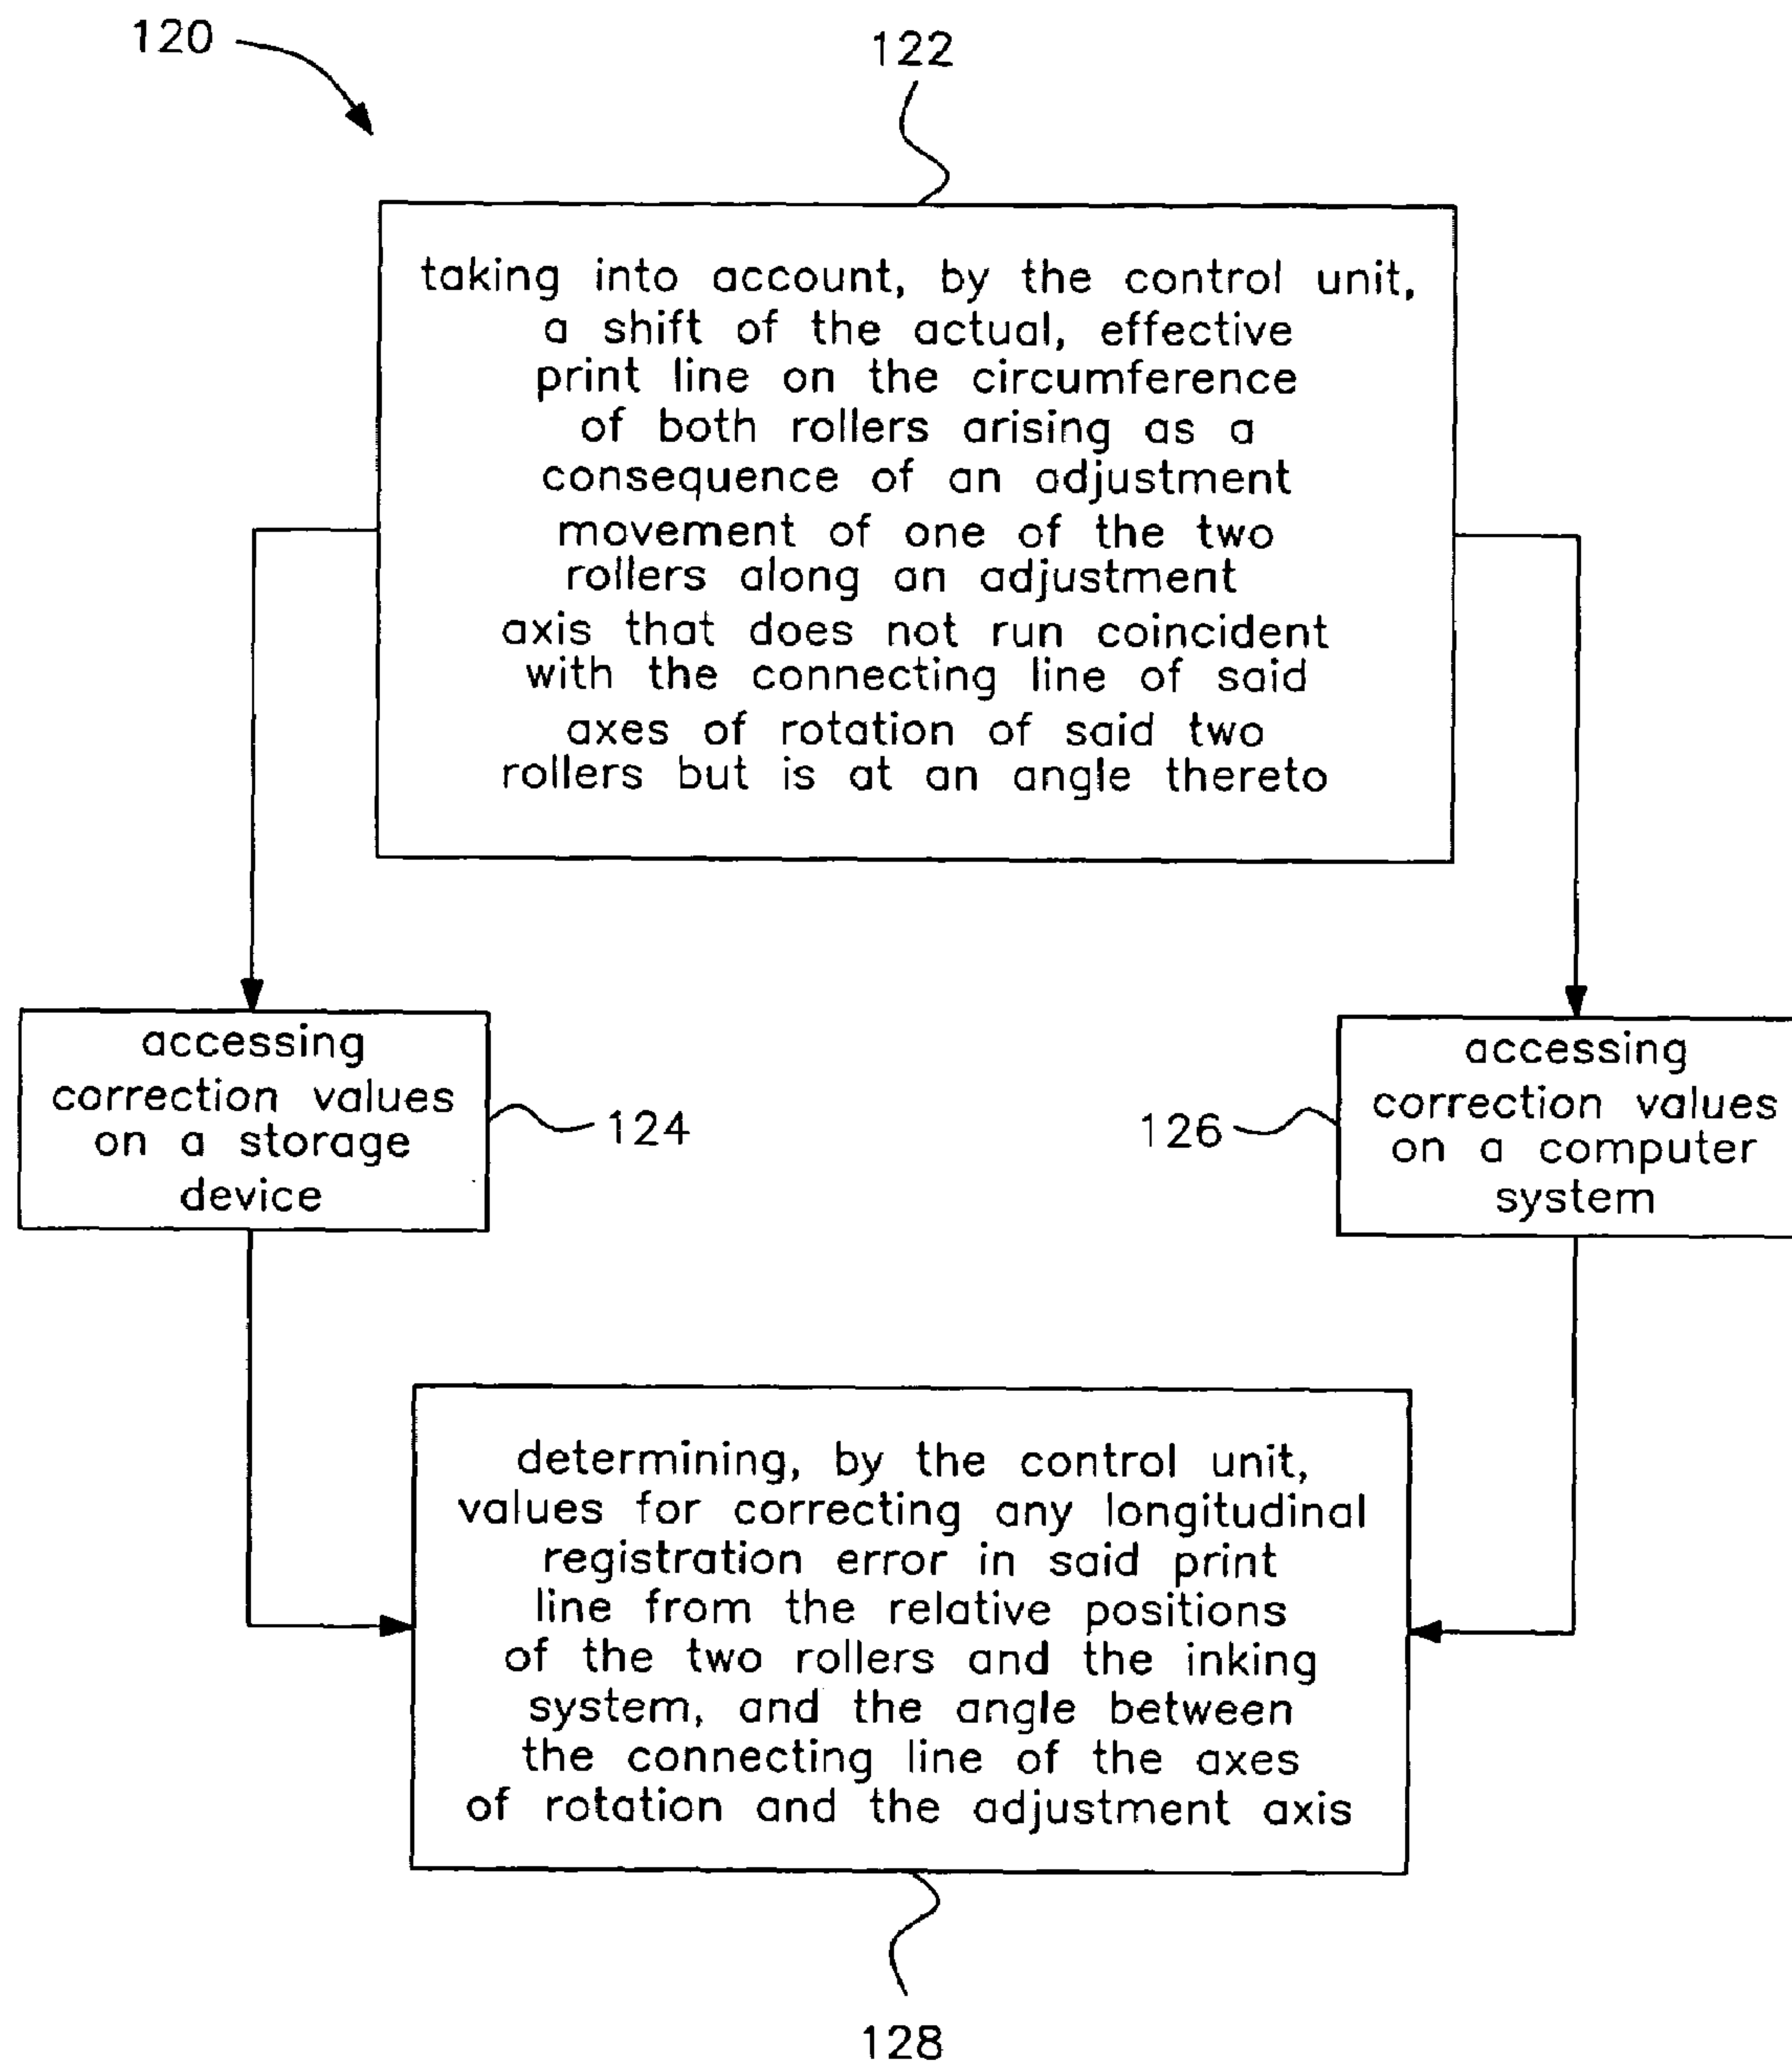 120
122
taking into account, by the control unit,
a shift of the actual, effective
print line on the circumference
of both rollers arising as a
consequence of an adjustment
movement of one of the two
rollers along an adjustment
axis that does not run coincident
with the connecting line of said
axes of rotation of said two
rollers but is at an angle thereto
accessing
correction values
on a storage
device
124
126
accessing
correction values
on a computer
system
determining, by the control unit,
values for correcting any longitudinal
registration error in said print
line from the relative positions
of the two rollers and the inking
system, and the angle between
the connecting line of the axes
of rotation and the adjustment axis
128